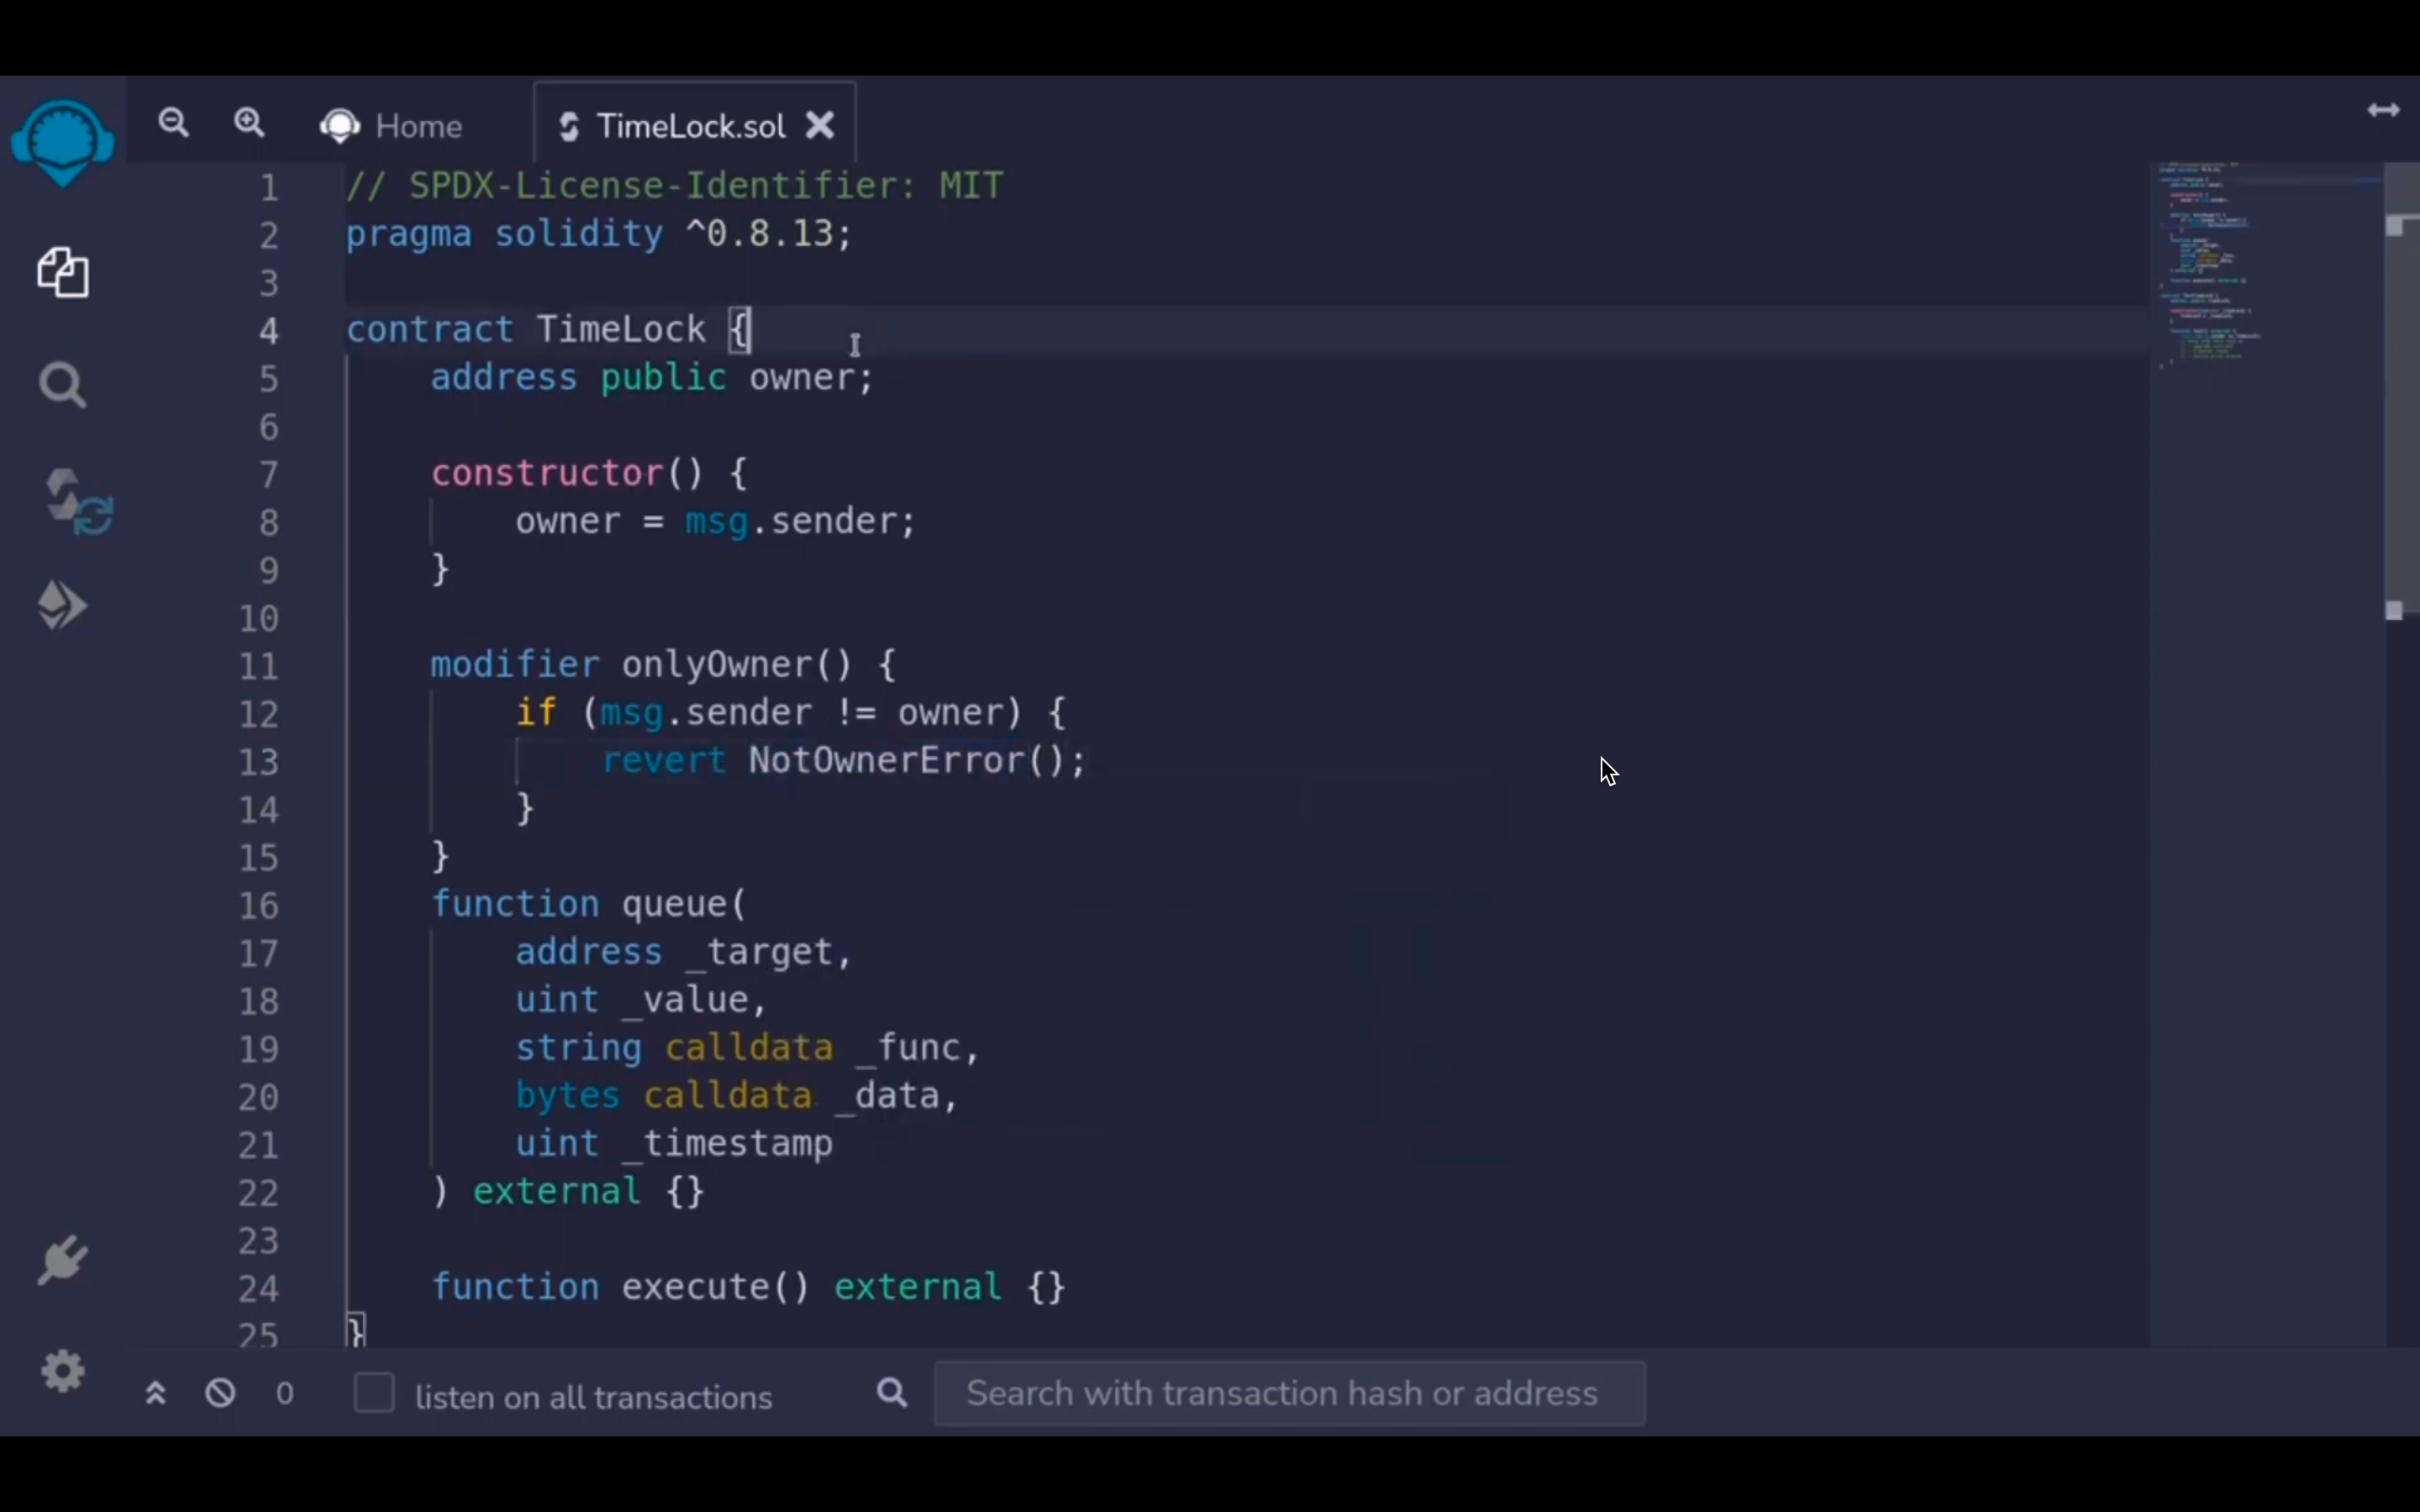 Home
TimeLock.sol
1 // SPDX-License-Identifier: MIT
2 pragma solidity ^0.8.13;
3
4 contract TimeLock {
5     address public owner;
6
7     constructor() {
8         owner = msg.sender;
9     }
10
11     modifier onlyOwner() {
12         if (msg.sender != owner) {
13             revert NotOwnerError();
14         }
15     }
16     function queue(
17         address _target,
18         uint _value,
19         string calldata _func,
20         bytes calldata _data,
21         uint _timestamp
22     ) external {}
23
24     function execute() external {}
25 }
0 listen on all transactions Search with transaction hash or address